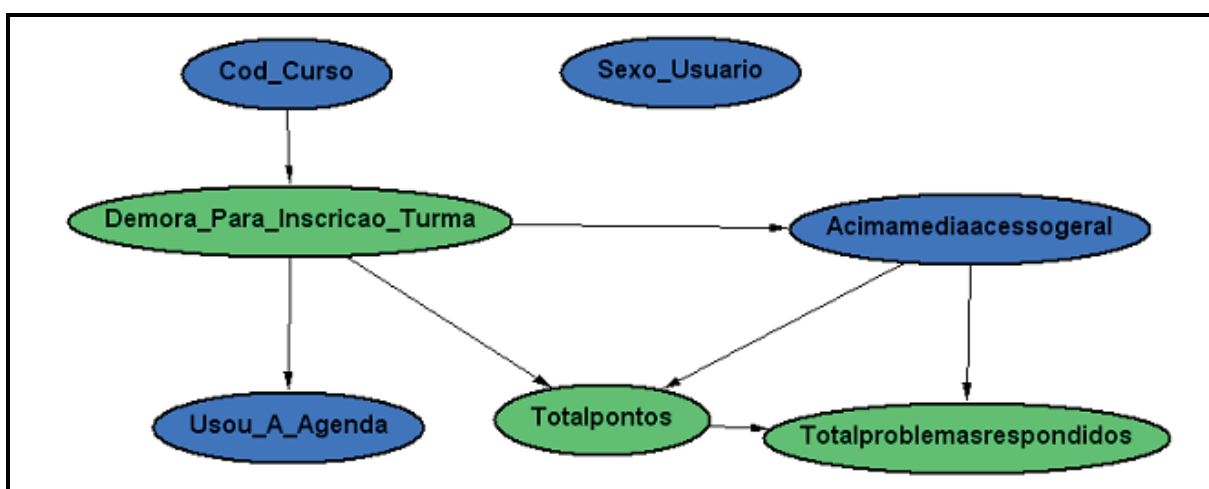 Cod_Curso
Sexo_Usuario
Demora_Para_Inscricao_Turma
Acimamediaacessogeral
Usou_A_Agenda
Totalpontos
Totalproblemasrespondidos